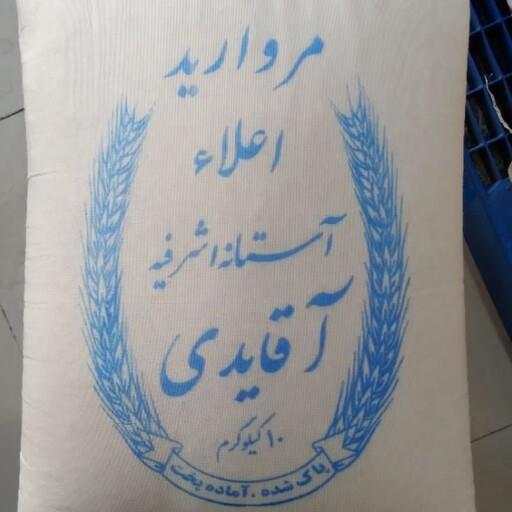 مروارید
اعلاء
آستانه اشرفیه
آقایدی
۱۰ کیلوگرم
پاک شده . آماده پخت